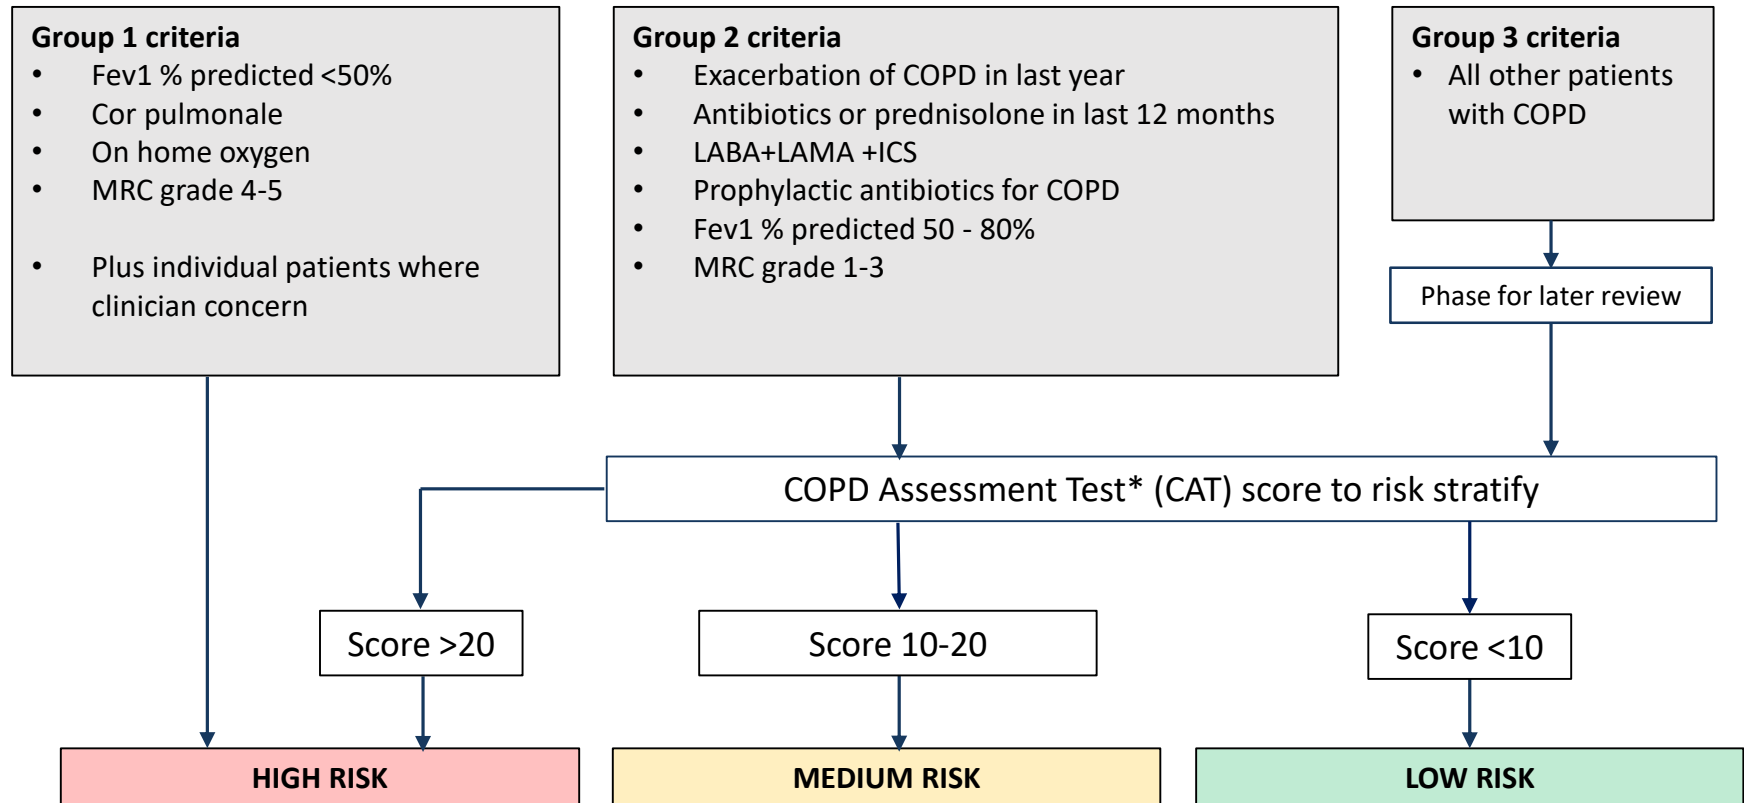 Group 1 criteria
• Fev1 % predicted <50%
• Cor pulmonale
• On home oxygen
• MRC grade 4-5
• Plus individual patients where
clinician concern
Group 2 criteria
• Exacerbation of COPD in last year
• Antibiotics or prednisolone in last 12 months
• LABA+LAMA +ICS
• Prophylactic antibiotics for COPD
• Fev1 % predicted 50 - 80%
• MRC grade 1-3
Group 3 criteria
• All other patients
with COPD
Phase for later review
COPD Assessment Test* (CAT) score to risk stratify
Score >20
Score 10-20
Score <10
HIGH RISK
MEDIUM RISK
LOW RISK